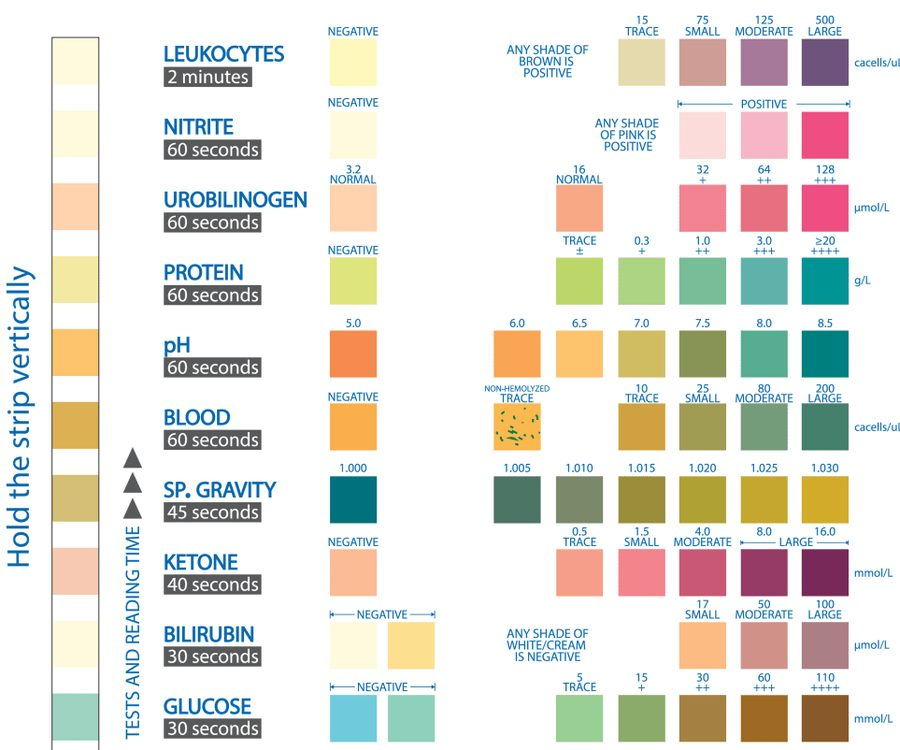 Hold the strip vertically
TESTS AND READING TIME
LEUKOCYTES
2 minutes
NEGATIVE
ANY SHADE OF
BROWN IS
POSITIVE
15 75 125 500
TRACE SMALL MODERATE LARGE
cacells/ul
NITRITE
60 seconds
NEGATIVE
ANY SHADE
OF PINK IS
POSITIVE
POSITIVE
UROBILINOGEN
60 seconds
3.2 16 32 64 128
NORMAL NORMAL + ++ +++
µmol/L
PROTEIN
60 seconds
NEGATIVE
TRACE 0.3 1.0 3.0 ≥20
± + ++ +++ ++++
g/L
pH
60 seconds
5.0 6.0 6.5 7.0 7.5 8.0 8.5
BLOOD
60 seconds
NEGATIVE
NON-HEMOLYZED
TRACE
10 25 80 200
TRACE SMALL MODERATE LARGE
cacells/ul
SP. GRAVITY
45 seconds
1.000 1.005 1.010 1.015 1.020 1.025 1.030
KETONE
40 seconds
NEGATIVE
0.5 1.5 4.0 8.0 16.0
TRACE SMALL MODERATE LARGE
mmol/L
BILIRUBIN
30 seconds
NEGATIVE
ANY SHADE OF
WHITE/CREAM
IS NEGATIVE
17 50 100
SMALL MODERATE LARGE
µmol/L
GLUCOSE
30 seconds
NEGATIVE
5 15 30 60 110
TRACE + ++ +++ ++++
mmol/L